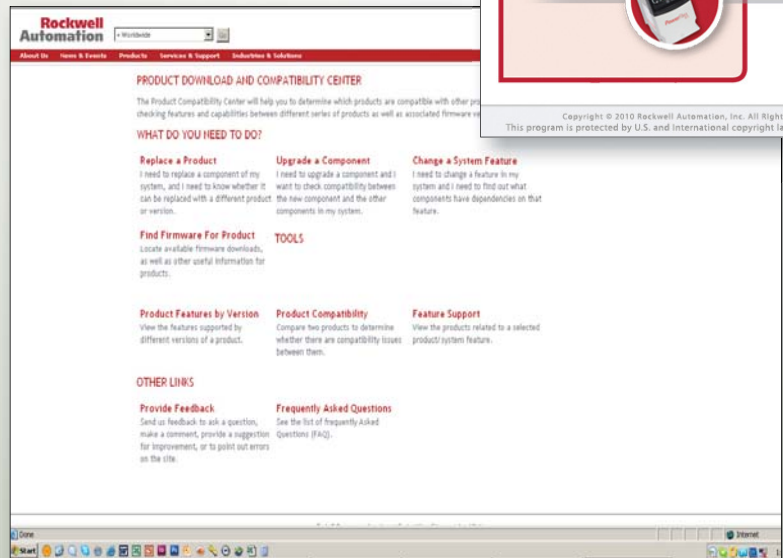 Rockwell
Automation
Worldwide
About Us News & Events Products Services & Support Industries & Solutions
PRODUCT DOWNLOAD AND COMPATIBILITY CENTER
The Product Compatibility Center will help you to determine which products are compatible with other
checking features and capabilities between different series of products as well as associated firmware
WHAT DO YOU NEED TO DO?
Replace a Product
I need to replace a component of my
system, and I need to know whether it
can be replaced with a different product
or version.
Upgrade a Component
I need to upgrade a component and I
want to check compatibility between
the new component and the other
components in my system.
Change a System Feature
I need to change a feature in my
system and I need to find out what
components have dependencies on that
feature.
Find Firmware For Product
Locate available firmware downloads,
as well as other useful information for
products.
TOOLS
Product Features by Version
View the features supported by
different versions of a product.
Product Compatibility
Compare two products to determine
whether there are compatibility issues
between them.
Feature Support
View the products related to a selected
product/system feature.
OTHER LINKS
Provide Feedback
Send us feedback to ask a question,
make a comment, provide a suggestion
for improvement, or to point out errors
on the site.
Frequently Asked Questions
See the list of Frequently Asked
Questions (FAQ).
Done
Internet
Start
PowerFlex
Copyright © 2010 Rockwell Automation, Inc. All Right
This program is protected by U.S. and international copyright la